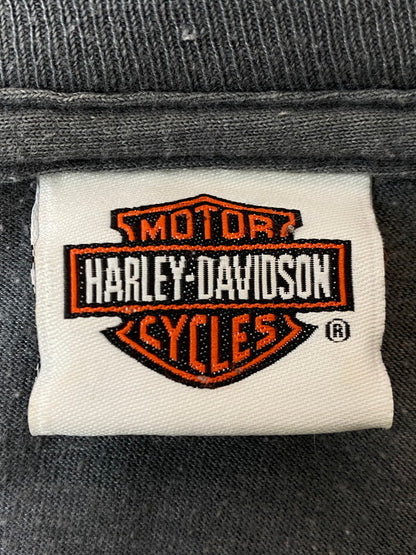 MOTOR
HARLEY-DAVIDSON
CYCLES
®